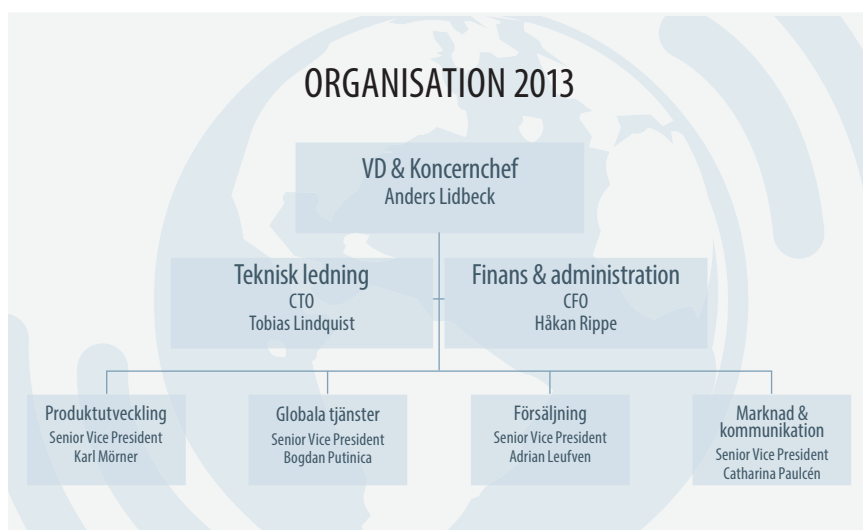 ORGANISATION 2013
VD & Koncernchef
Anders Lidbeck
Teknisk ledning
CTO
Tobias Lindquist
Finans & administration
CFO
Håkan Rippe
Produktutveckling
Senior Vice President
Karl Mörner
Globala tjänster
Senior Vice President
Bogdan Putinica
Försäljning
Senior Vice President
Adrian Leufven
Marknad &
kommunikation
Senior Vice President
Catharina Paulcén